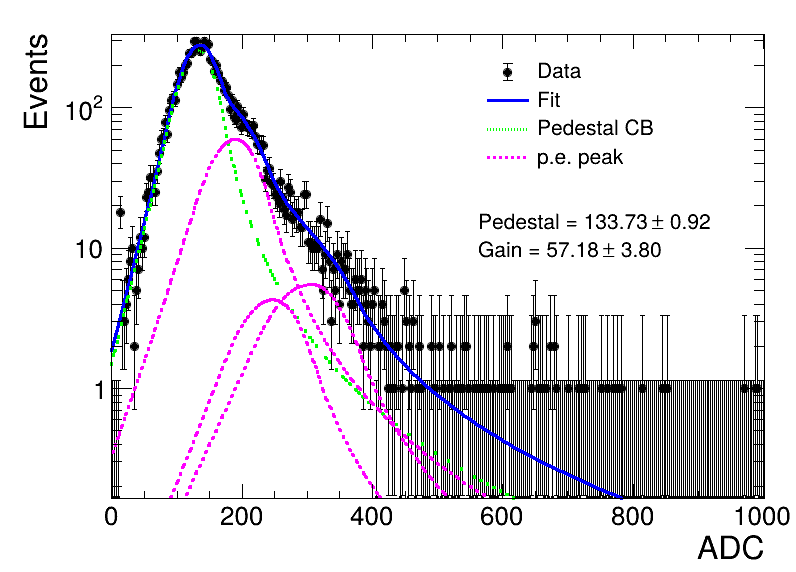 Events
10²
10
1
0
200
400
600
800
1000
ADC
Data
Fit
Pedestal CB
p.e. peak
Pedestal = 133.73 ± 0.92
Gain = 57.18 ± 3.80